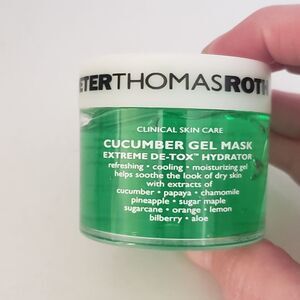 ETERTHOMASROTH
CLINICAL SKIN CARE
CUCUMBER GEL MASK
EXTREME DE-TOX™ HYDRATOR
refreshing • cooling • moisturizing gel
helps soothe the look of dry skin
with extracts of
cucumber • papaya • chamomile
pineapple • sugar maple
sugarcane • orange • lemon
bilberry • aloe